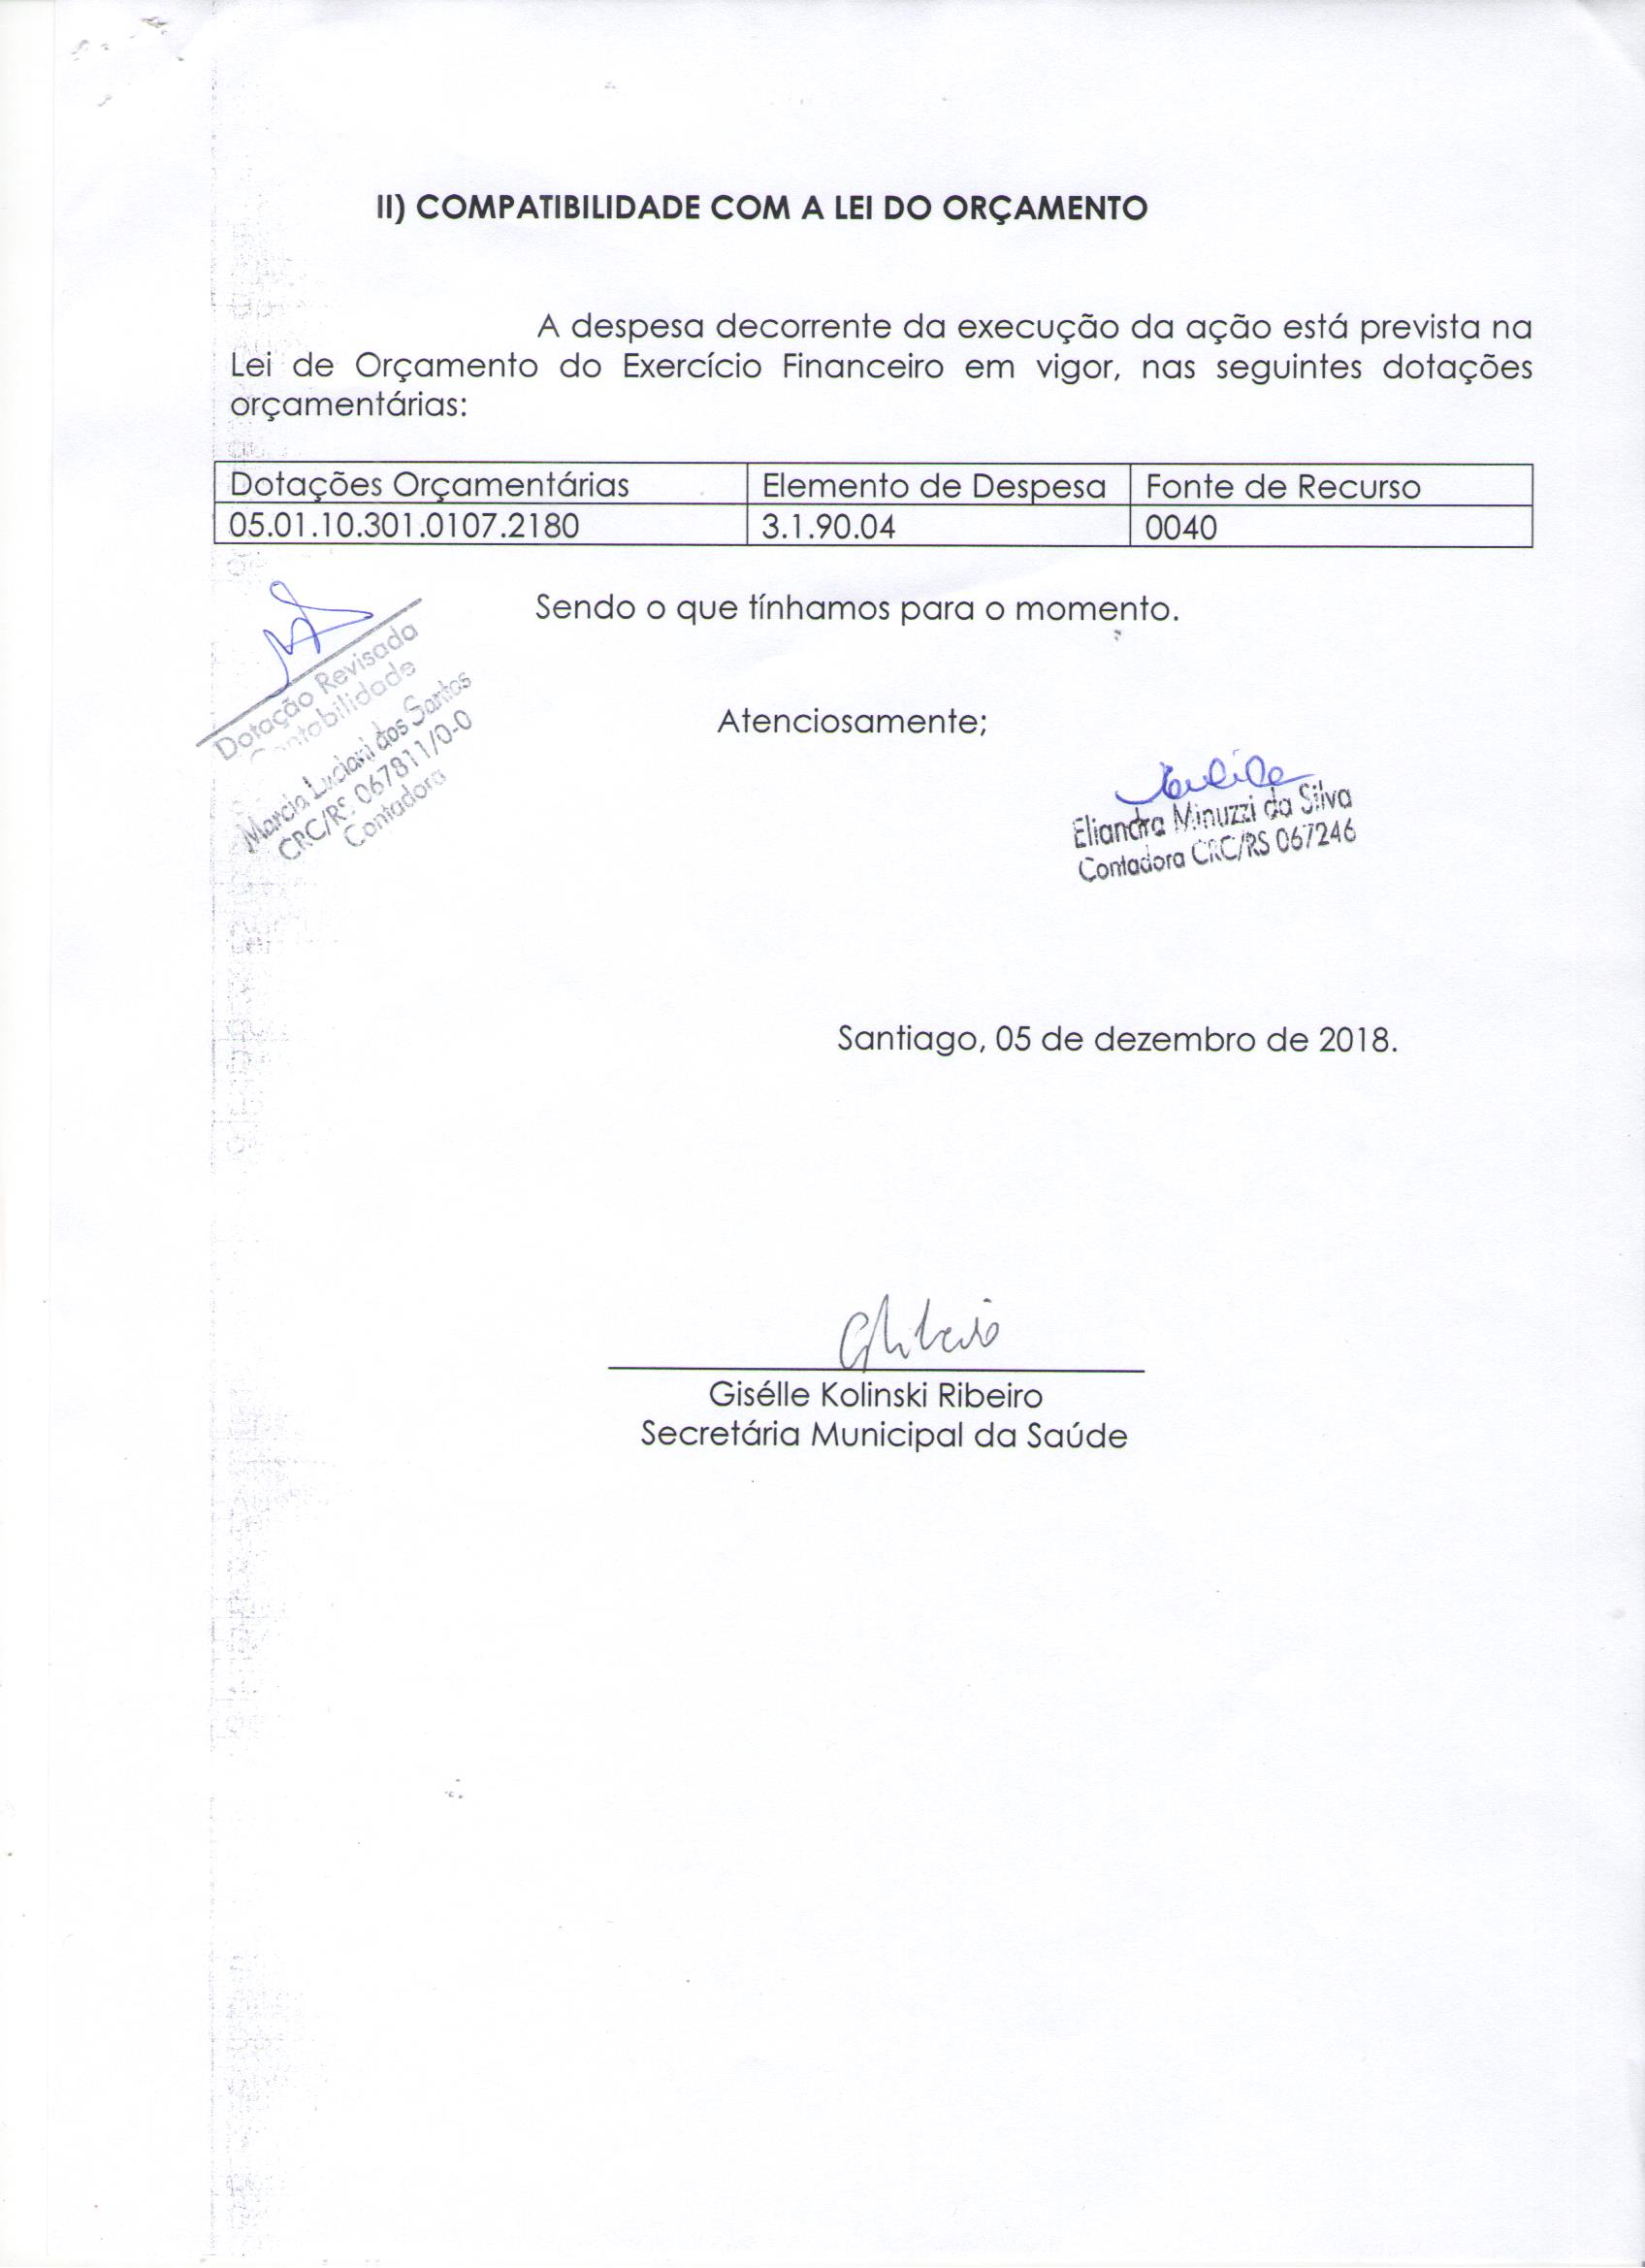 II) COMPATIBILIDADE COM A LEI DO ORÇAMENTO
A despesa decorrente da execução da ação está prevista na
Lei de Orçamento do Exercício Financeiro em vigor, nas seguintes dotações
orçamentárias:
Dotações Orçamentárias Elemento de Despesa Fonte de Recurso
05.01.10.301.0107.2180 3.1.90.04 0040
Sendo o que tínhamos para o momento.
Dotação Revisada
Contabilidade
Marcia Luciani dos Santos
CRC/RS 067811/0-0
Contadora
Atenciosamente;
Eliandra Minuzzi da Silva
Contadora CRC/RS 067246
Santiago, 05 de dezembro de 2018.
Gisélle Kolinski Ribeiro
Secretária Municipal da Saúde